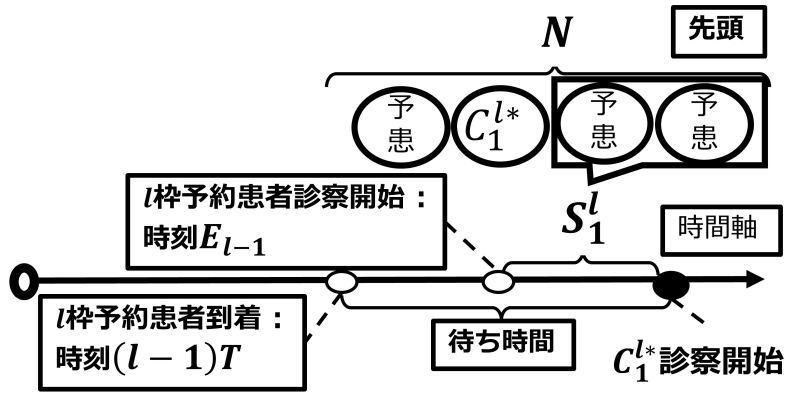 N
先頭
予患
C_1^{l*}
予患
予患
l枠予約患者診察開始：
時刻E_{l-1}
S_1^l
時間軸
l枠予約患者到着：
時刻(l-1)T
待ち時間
C_1^{l*}診察開始